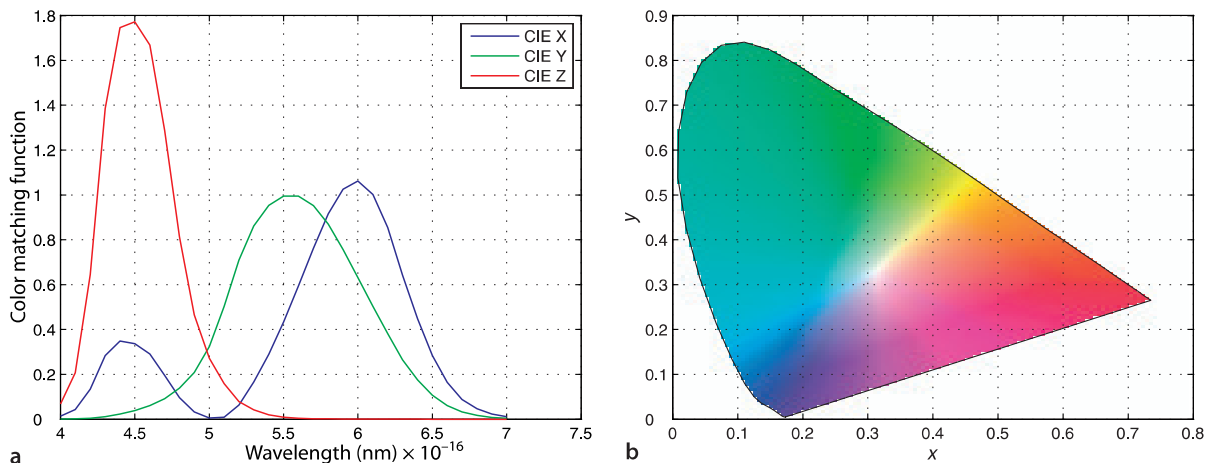 1.8
1.6
1.4
1.2
1
0.8
0.6
0.4
0.2
0
Color matching function
CIE X
CIE Y
CIE Z
4 4.5 5 5.5 6 6.5 7 7.5
Wavelength (nm) × 10⁻¹⁶
a
0.9
0.8
0.7
0.6
0.5
0.4
0.3
0.2
0.1
0
y
0 0.1 0.2 0.3 0.4 0.5 0.6 0.7 0.8
x
b